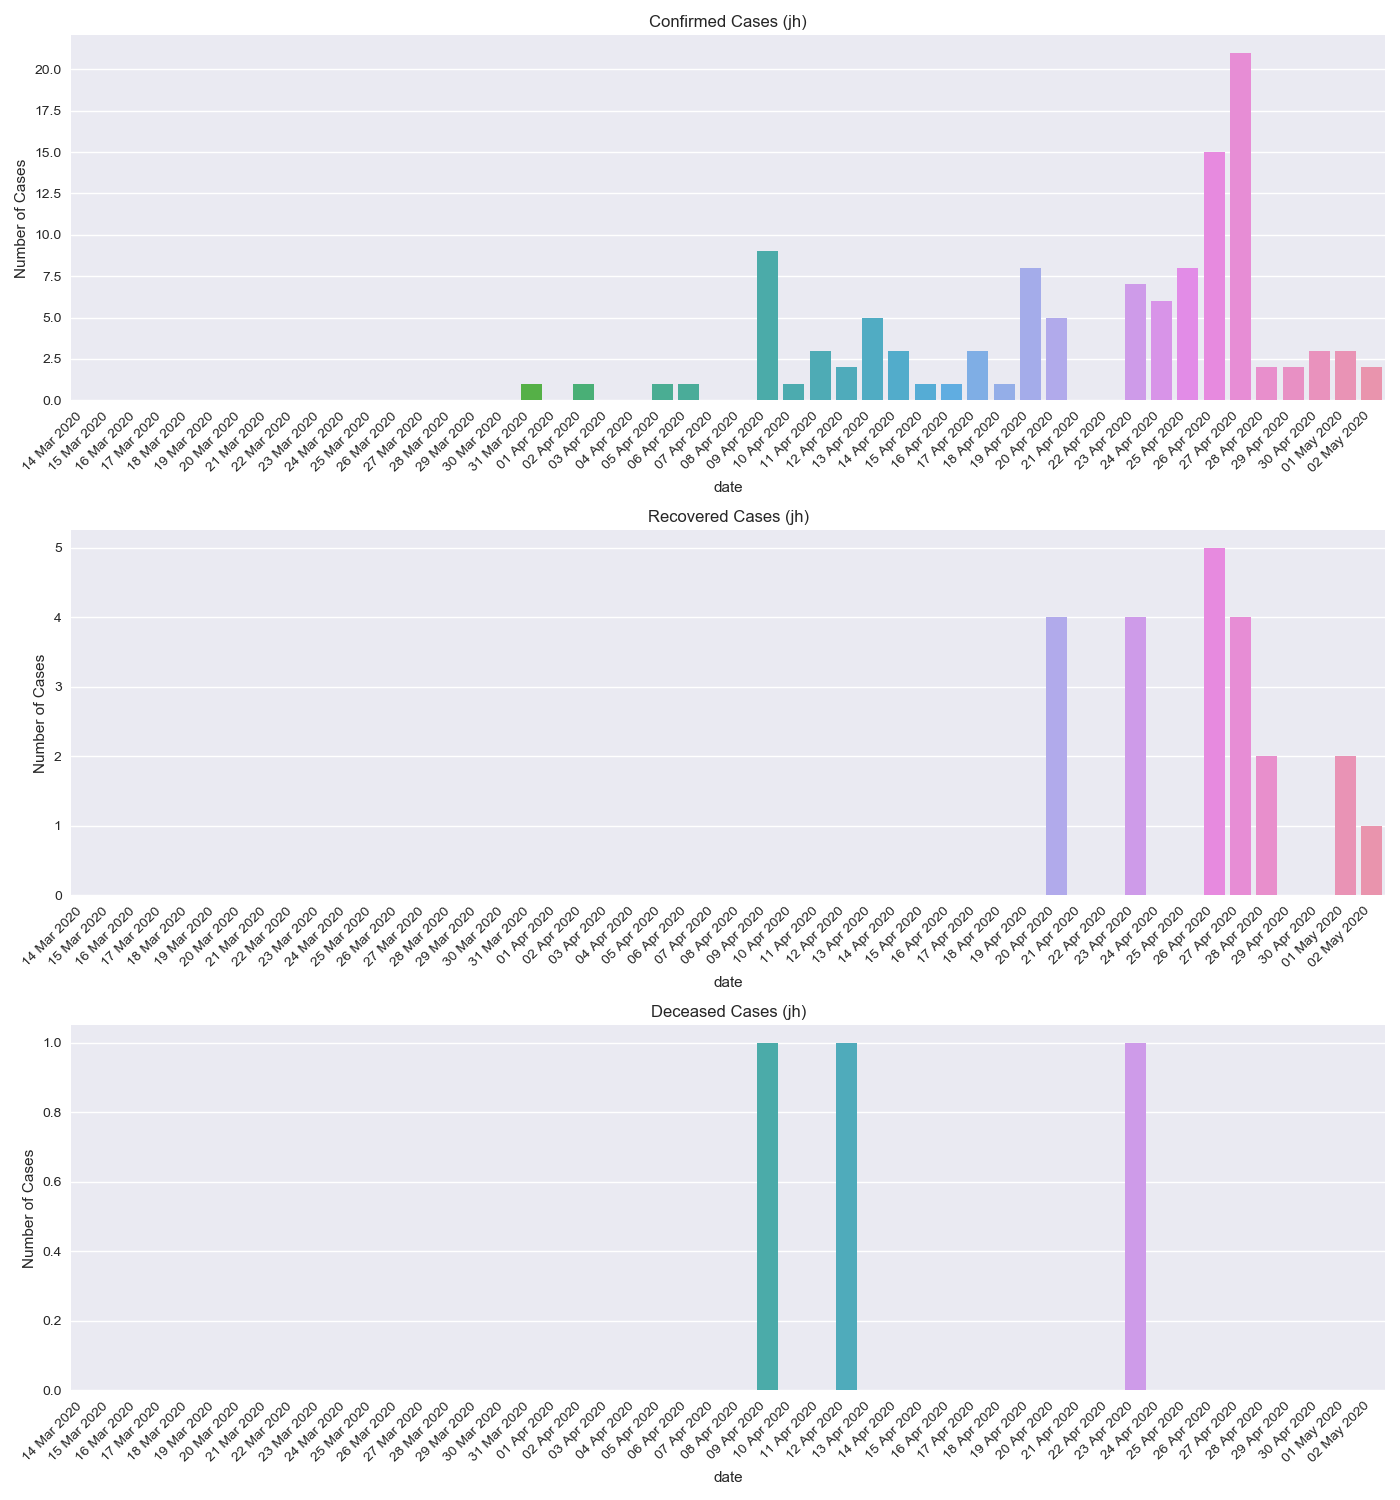 Confirmed Cases (jh)
Number of Cases
20.0
17.5
15.0
12.5
10.0
7.5
5.0
2.5
0.0
14 Mar 2020
15 Mar 2020
16 Mar 2020
17 Mar 2020
18 Mar 2020
19 Mar 2020
20 Mar 2020
21 Mar 2020
22 Mar 2020
23 Mar 2020
24 Mar 2020
25 Mar 2020
26 Mar 2020
27 Mar 2020
28 Mar 2020
29 Mar 2020
30 Mar 2020
31 Mar 2020
01 Apr 2020
02 Apr 2020
03 Apr 2020
04 Apr 2020
05 Apr 2020
06 Apr 2020
07 Apr 2020
08 Apr 2020
09 Apr 2020
10 Apr 2020
11 Apr 2020
12 Apr 2020
13 Apr 2020
14 Apr 2020
15 Apr 2020
16 Apr 2020
17 Apr 2020
18 Apr 2020
19 Apr 2020
20 Apr 2020
21 Apr 2020
22 Apr 2020
23 Apr 2020
24 Apr 2020
25 Apr 2020
26 Apr 2020
27 Apr 2020
28 Apr 2020
29 Apr 2020
30 Apr 2020
01 May 2020
02 May 2020
date
Recovered Cases (jh)
Number of Cases
5
4
3
2
1
0
14 Mar 2020
15 Mar 2020
16 Mar 2020
17 Mar 2020
18 Mar 2020
19 Mar 2020
20 Mar 2020
21 Mar 2020
22 Mar 2020
23 Mar 2020
24 Mar 2020
25 Mar 2020
26 Mar 2020
27 Mar 2020
28 Mar 2020
29 Mar 2020
30 Mar 2020
31 Mar 2020
01 Apr 2020
02 Apr 2020
03 Apr 2020
04 Apr 2020
05 Apr 2020
06 Apr 2020
07 Apr 2020
08 Apr 2020
09 Apr 2020
10 Apr 2020
11 Apr 2020
12 Apr 2020
13 Apr 2020
14 Apr 2020
15 Apr 2020
16 Apr 2020
17 Apr 2020
18 Apr 2020
19 Apr 2020
20 Apr 2020
21 Apr 2020
22 Apr 2020
23 Apr 2020
24 Apr 2020
25 Apr 2020
26 Apr 2020
27 Apr 2020
28 Apr 2020
29 Apr 2020
30 Apr 2020
01 May 2020
02 May 2020
date
Deceased Cases (jh)
Number of Cases
1.0
0.8
0.6
0.4
0.2
0.0
14 Mar 2020
15 Mar 2020
16 Mar 2020
17 Mar 2020
18 Mar 2020
19 Mar 2020
20 Mar 2020
21 Mar 2020
22 Mar 2020
23 Mar 2020
24 Mar 2020
25 Mar 2020
26 Mar 2020
27 Mar 2020
28 Mar 2020
29 Mar 2020
30 Mar 2020
31 Mar 2020
01 Apr 2020
02 Apr 2020
03 Apr 2020
04 Apr 2020
05 Apr 2020
06 Apr 2020
07 Apr 2020
08 Apr 2020
09 Apr 2020
10 Apr 2020
11 Apr 2020
12 Apr 2020
13 Apr 2020
14 Apr 2020
15 Apr 2020
16 Apr 2020
17 Apr 2020
18 Apr 2020
19 Apr 2020
20 Apr 2020
21 Apr 2020
22 Apr 2020
23 Apr 2020
24 Apr 2020
25 Apr 2020
26 Apr 2020
27 Apr 2020
28 Apr 2020
29 Apr 2020
30 Apr 2020
01 May 2020
02 May 2020
date